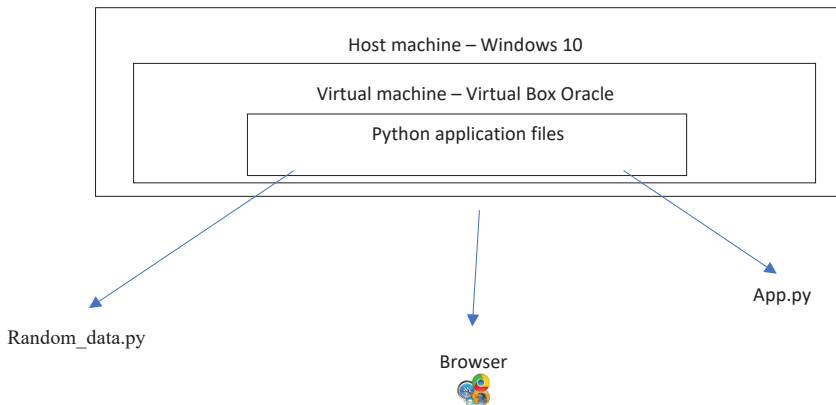 Host machine – Windows 10
Virtual machine – Virtual Box Oracle
Python application files
App.py
Random_data.py
Browser